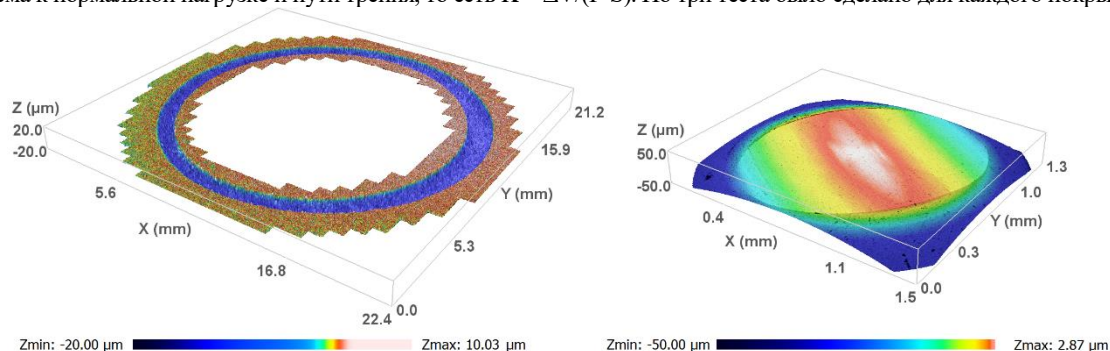 Z (µm)
20.0
-20.0
5.6
X (mm)
16.8
22.4
0.0
5.3
Y (mm)
15.9
21.2
Zmin: -20.00 µm
Zmax: 10.03 µm
Z (µm)
50.0
-50.0
0.4
X (mm)
1.1
1.5
0.0
0.3
Y (mm)
1.0
1.3
Zmin: -50.00 µm
Zmax: 2.87 µm